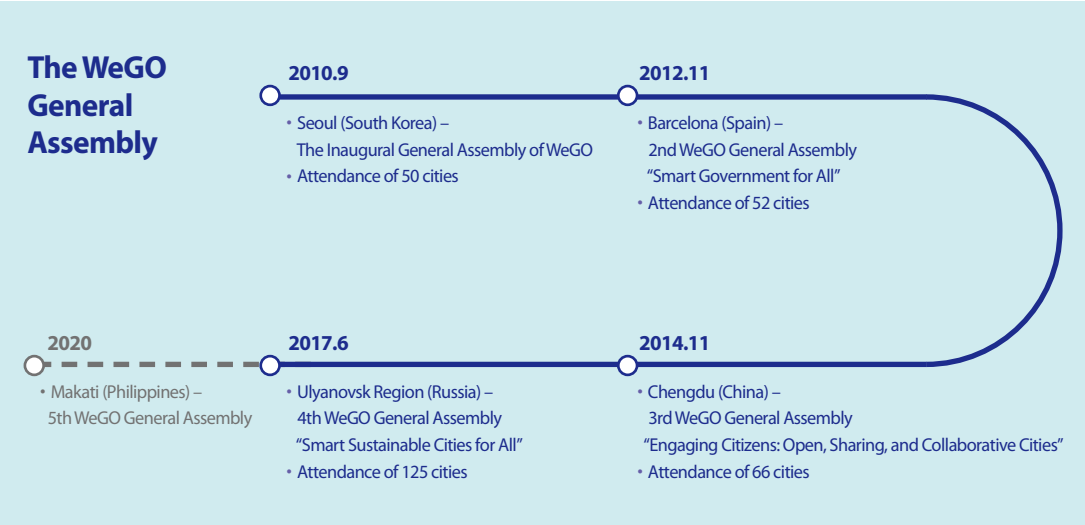 The WeGO
General
Assembly
2010.9
• Seoul (South Korea) –
The Inaugural General Assembly of WeGO
• Attendance of 50 cities
2012.11
• Barcelona (Spain) –
2nd WeGO General Assembly
“Smart Government for All”
• Attendance of 52 cities
2014.11
• Chengdu (China) –
3rd WeGO General Assembly
“Engaging Citizens: Open, Sharing, and Collaborative Cities”
• Attendance of 66 cities
2017.6
• Ulyanovsk Region (Russia) –
4th WeGO General Assembly
“Smart Sustainable Cities for All”
• Attendance of 125 cities
2020
• Makati (Philippines) –
5th WeGO General Assembly